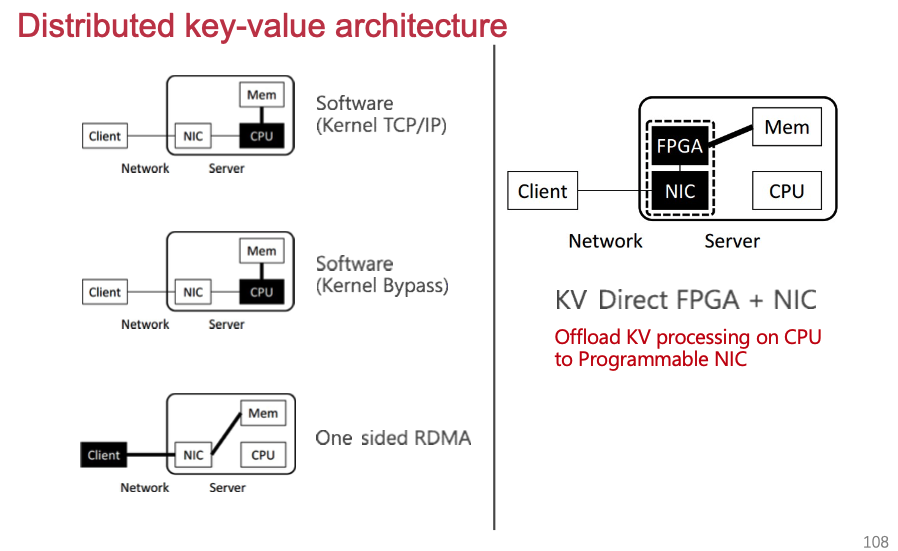 Distributed key-value architecture
Mem
Client
NIC
CPU
Network
Server
Software
(Kernel TCP/IP)
Mem
Client
NIC
CPU
Network
Server
Software
(Kernel Bypass)
Mem
Client
NIC
CPU
Network
Server
One sided RDMA
FPGA
Mem
Client
NIC
CPU
Network
Server
KV Direct FPGA + NIC
Offload KV processing on CPU
to Programmable NIC
108